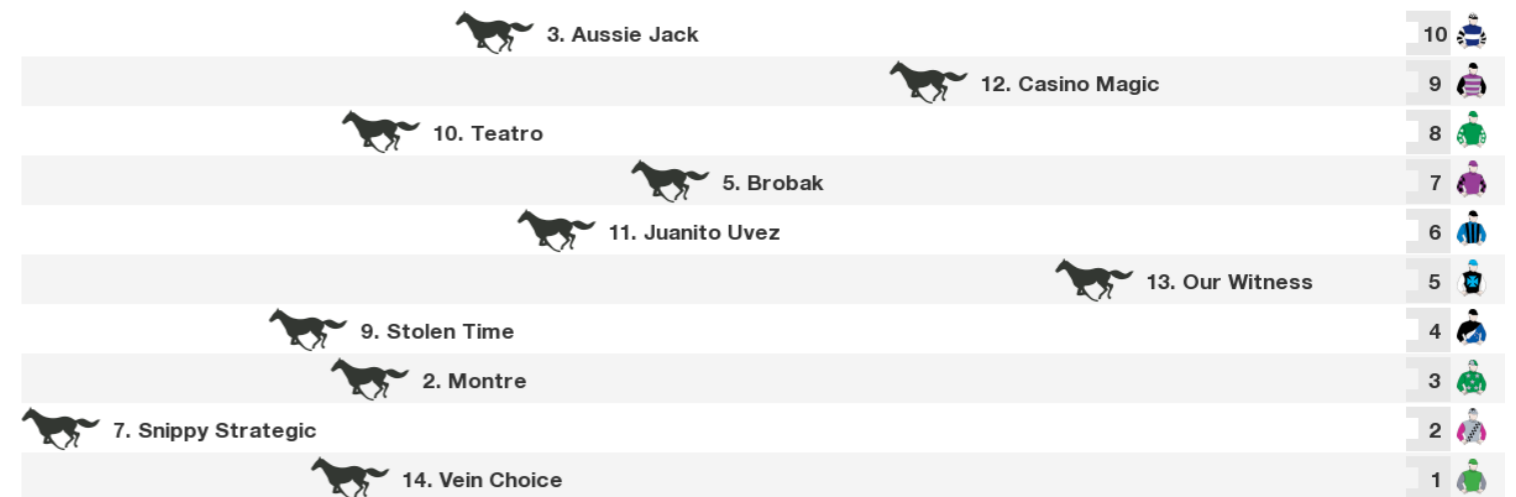 3. Aussie Jack 10
12. Casino Magic 9
10. Teatro 8
5. Brobak 7
11. Juanito Uvez 6
13. Our Witness 5
9. Stolen Time 4
2. Montre 3
7. Snippy Strategic 2
14. Vein Choice 1